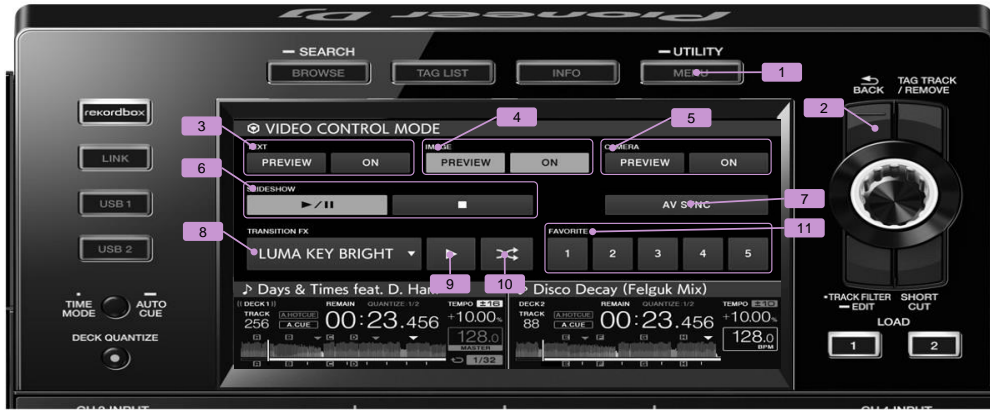 Pioneer Dj
SEARCH
UTILITY
BROWSE
TAG LIST
INFO
MENU
1
BACK
TAG TRACK
/ REMOVE
2
rekordbox
LINK
USB 1
USB 2
TIME
MODE
AUTO
CUE
DECK QUANTIZE
VIDEO CONTROL MODE
3
4
5
IMAGE
CAMERA
PREVIEW ON
PREVIEW ON
PREVIEW ON
6
SLIDESHOW
7
AV SYNC
8
TRANSITION FX
LUMA KEY BRIGHT
9
10
11
FAVORITE
1 2 3 4 5
Days & Times feat. D. Ham
Disco Decay (Felguk Mix)
DECK1
REMAIN QUANTIZE:1/2
TEMPO ±16
TRACK
256
A.HOTCUE
A.CUE
00:23.456
+10.00%
128.0
MASTER
A B C D
A B C D
1/32
DECK2
REMAIN QUANTIZE:1/2
TEMPO ±10
TRACK
88
A.HOTCUE
A.CUE
00:23.456
+10.00%
128.0
BPM
E F G H
TRACK FILTER
EDIT
SHORT
CUT
LOAD
1
2